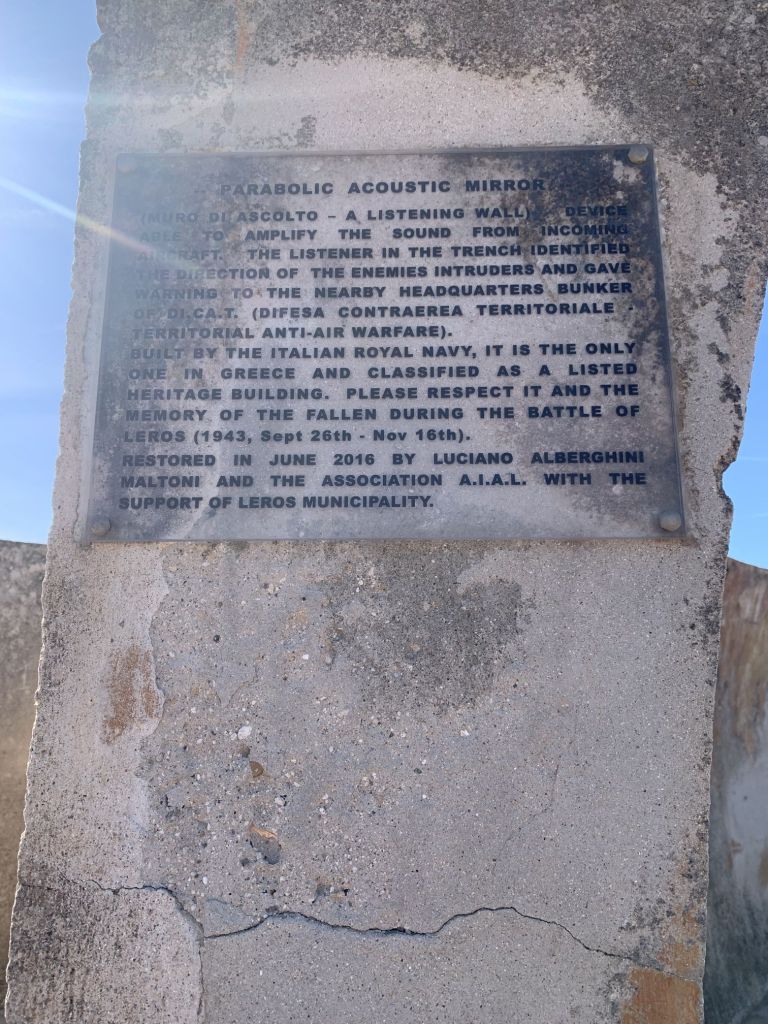 PARABOLIC ACOUSTIC MIRROR
(MURO DI ASCOLTO – A LISTENING WALL). DEVICE
ABLE TO AMPLIFY THE SOUND FROM INCOMING
AIRCRAFT. THE LISTENER IN THE TRENCH IDENTIFIED
THE DIRECTION OF THE ENEMIES INTRUDERS AND GAVE
WARNING TO THE NEARBY HEADQUARTERS BUNKER
OF DI.CA.T. (DIFESA CONTRAEREA TERRITORIALE -
TERRITORIAL ANTI-AIR WARFARE).
BUILT BY THE ITALIAN ROYAL NAVY, IT IS THE ONLY
ONE IN GREECE AND CLASSIFIED AS A LISTED
HERITAGE BUILDING. PLEASE RESPECT IT AND THE
MEMORY OF THE FALLEN DURING THE BATTLE OF
LEROS (1943, Sept 26th - Nov 16th).
RESTORED IN JUNE 2016 BY LUCIANO ALBERGHINI
MALTONI AND THE ASSOCIATION A.I.A.L. WITH THE
SUPPORT OF LEROS MUNICIPALITY.